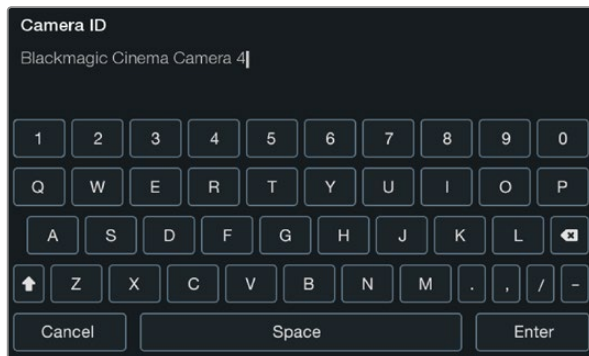 Camera ID
Blackmagic Cinema Camera 4
1 2 3 4 5 6 7 8 9 0
Q W E R T Y U I O P
A S D F G H J K L
Z X C V B N M . , / -
Cancel Space Enter